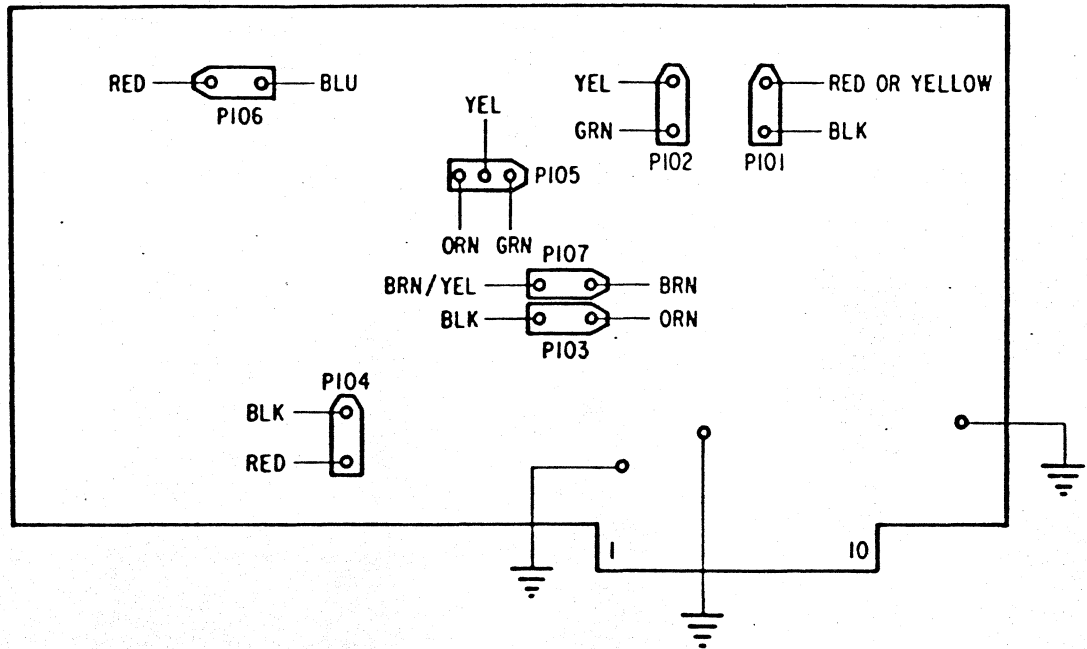 RED
BLU
P106
YEL
GRN
P102
RED OR YELLOW
BLK
P101
YEL
P105
ORN GRN
P107
BRN/YEL
BRN
BLK
ORN
P103
P104
BLK
RED
1
10